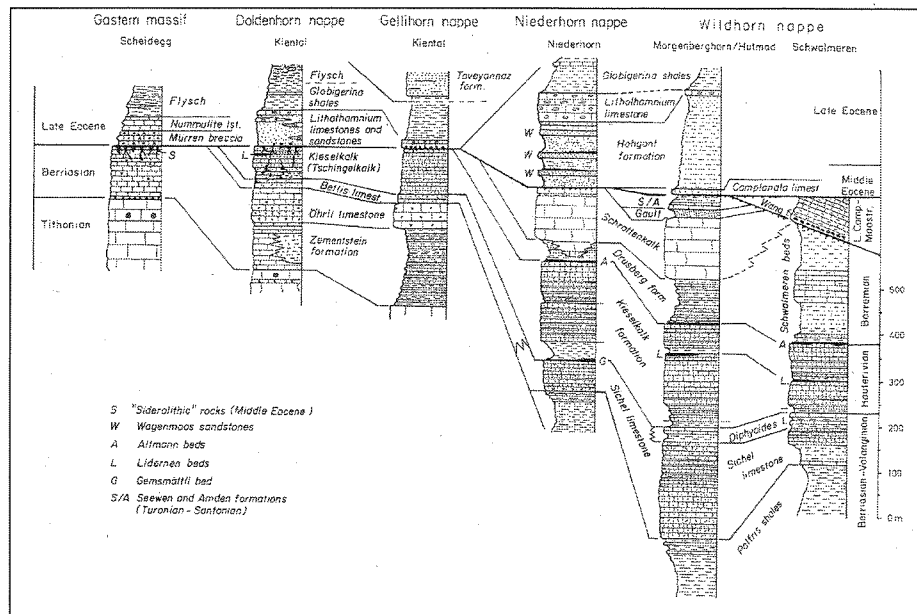 Gastern massif
Scheidegg
Doldenhorn nappe
Kiental
Gellihorn nappe
Kiental
Niederhorn nappe
Niederhorn
Wildhorn nappe
Morgenberghorn/Hutmad
Schwalmeren
Late Eocene
Berriasian
Tithonian
Flysch
Nummulite lst.
Mürren breccia
S
Flysch
Globigerina
shales
Lithothamnium
limestones and
sandstones
L
Kieselkalk
(Tschingelkalk)
Betlis limest.
Öhrli limestone
Zementstein
formation
Taveyannaz
form.
W
W
W
A
G
Globigerina shales
Lithothamnium
limestone
Hohgant
formation
Complanata limest
S/A
Gault
Wang
Schrattenkalk
Drusberg form.
Kieselkalk
formation
Sichel limestone
L
Schwalmeren beds
A
L
Diphyoides l.
Sichel
limestone
Palfris shales
Late Eocene
Middle
Eocene
L. Camp.-
Maastr.
Barremian
Hauterivian
Berriasian-Valanginian
500
400
300
200
100
0m
S "Siderolithic" rocks (Middle Eocene)
W Wagenmoos sandstones
A Altmann beds
L Lidernen beds
G Gemsmättli bed
S/A Seewen and Amden formations
(Turonian - Santonian)